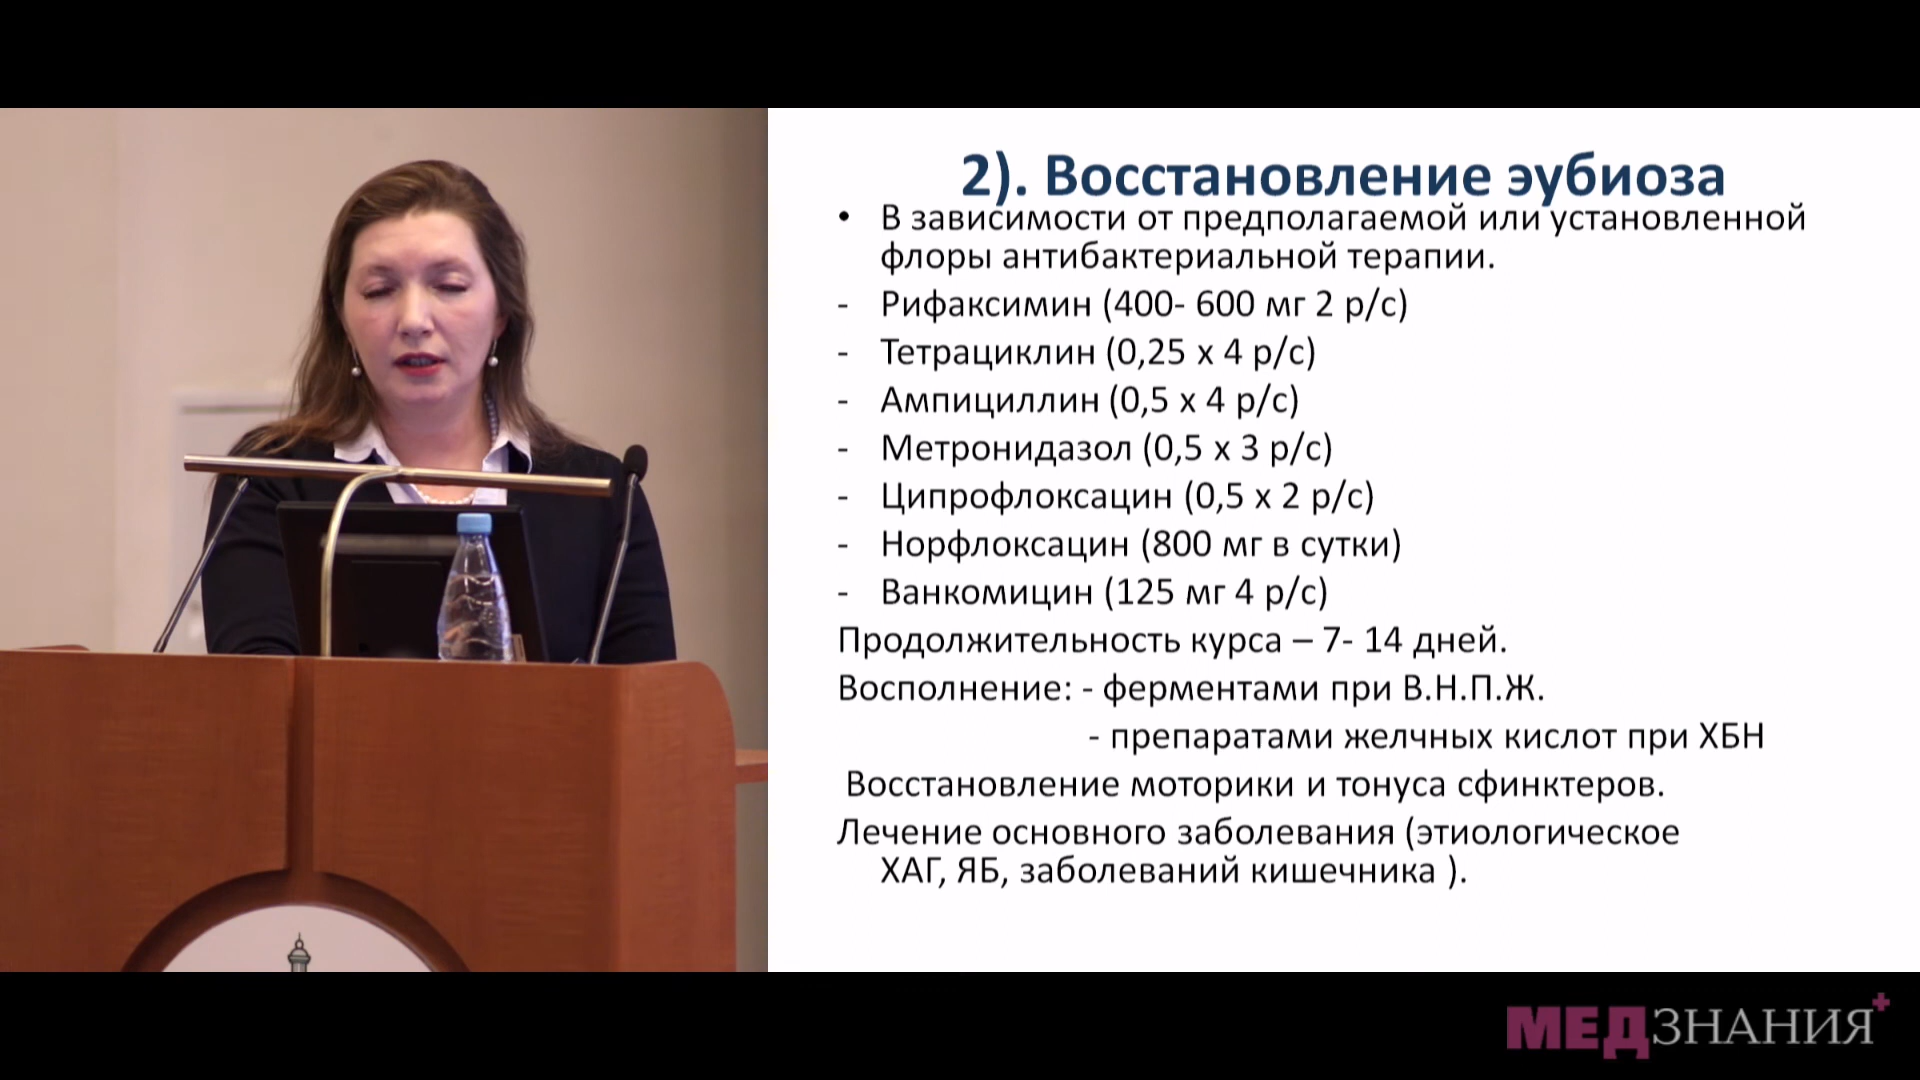 2). Восстановление эубиоза
• В зависимости от предполагаемой или установленной
флоры антибактериальной терапии.
- Рифаксимин (400- 600 мг 2 р/с)
- Тетрациклин (0,25 х 4 р/с)
- Ампициллин (0,5 х 4 р/с)
- Метронидазол (0,5 х 3 р/с)
- Ципрофлоксацин (0,5 х 2 р/с)
- Норфлоксацин (800 мг в сутки)
- Ванкомицин (125 мг 4 р/с)
Продолжительность курса – 7- 14 дней.
Восполнение: - ферментами при В.Н.П.Ж.
- препаратами желчных кислот при ХБН
Восстановление моторики и тонуса сфинктеров.
Лечение основного заболевания (этиологическое
ХАГ, ЯБ, заболеваний кишечника ).
МЕДЗНАНИЯ+